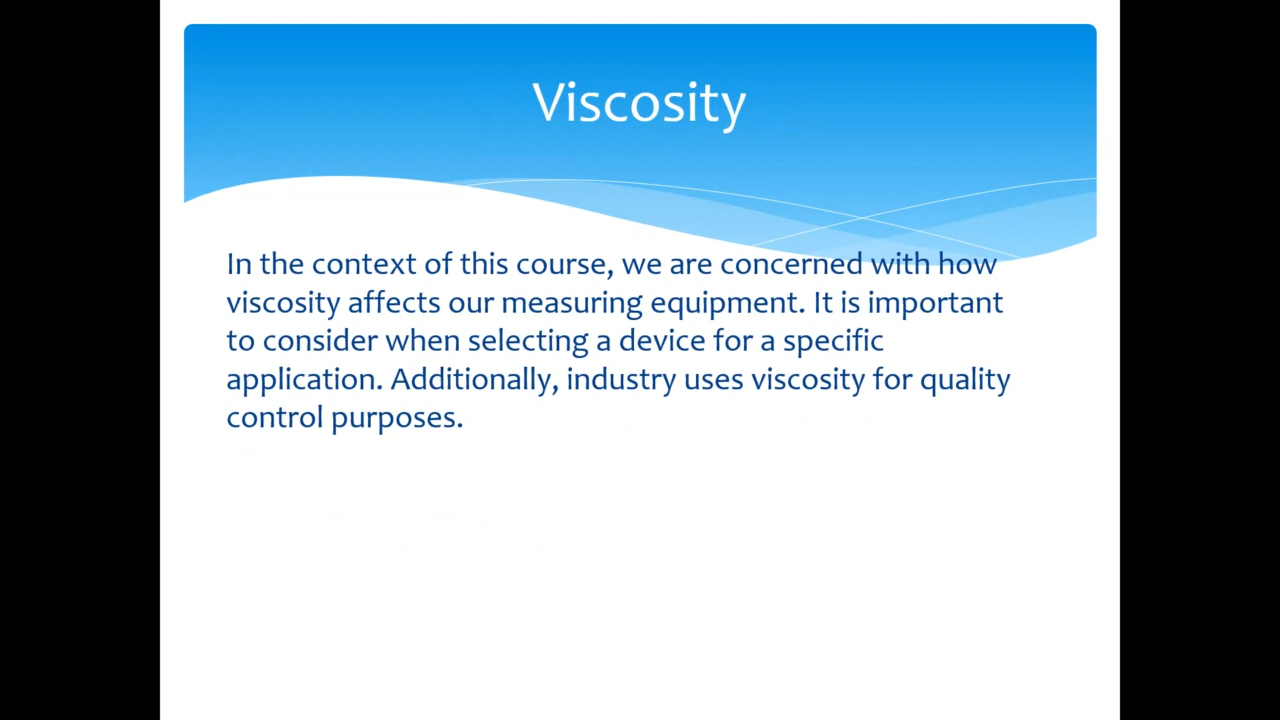 Viscosity
In the context of this course, we are concerned with how
viscosity affects our measuring equipment. It is important
to consider when selecting a device for a specific
application. Additionally, industry uses viscosity for quality
control purposes.